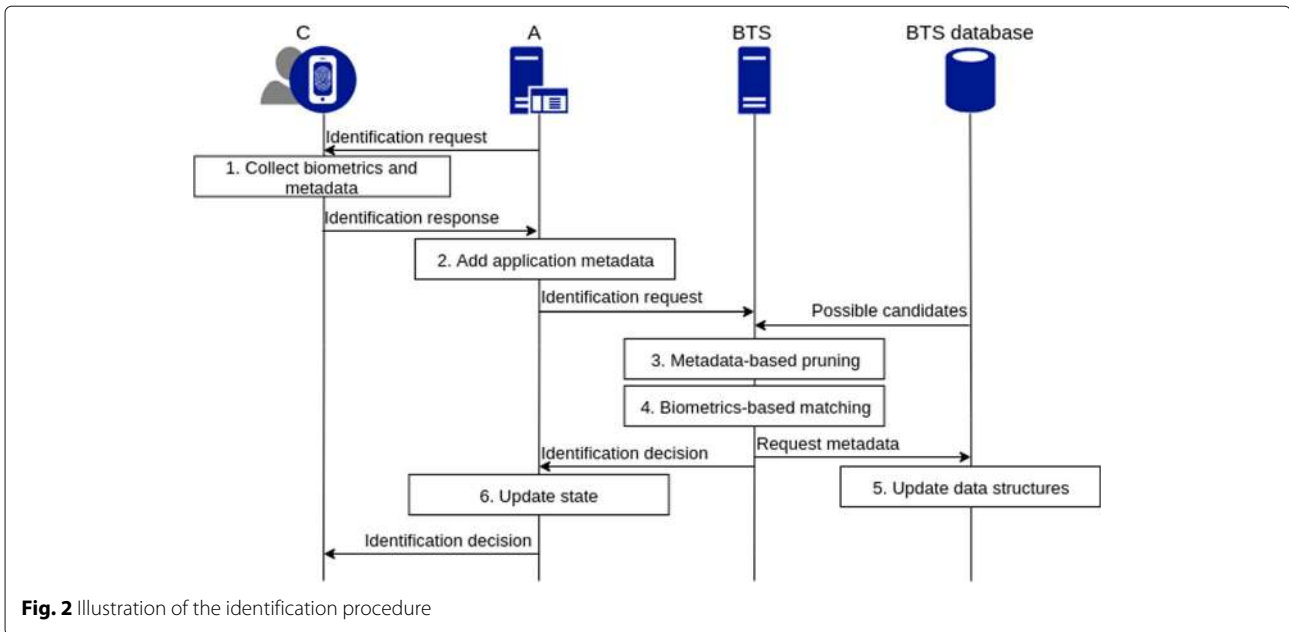 C
A
BTS
BTS database
Identification request
1. Collect biometrics and
metadata
Identification response
2. Add application metadata
Identification request
Possible candidates
3. Metadata-based pruning
4. Biometrics-based matching
Request metadata
Identification decision
5. Update data structures
6. Update state
Identification decision
Fig. 2 Illustration of the identification procedure